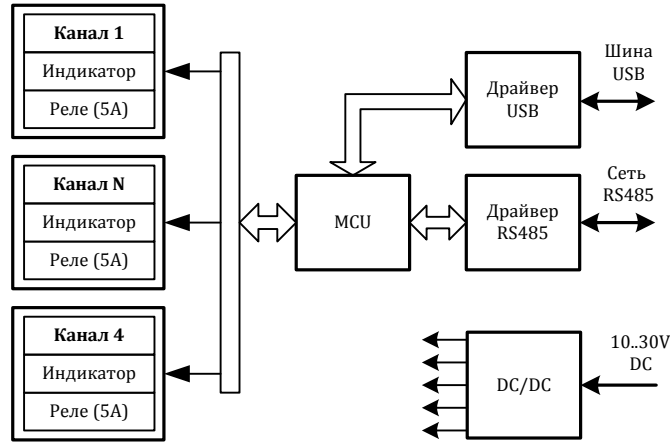 Канал 1
Индикатор
Реле (5А)
Канал N
Индикатор
Реле (5А)
Канал 4
Индикатор
Реле (5А)
MCU
Драйвер
USB
Шина
USB
Драйвер
RS485
Сеть
RS485
DC/DC
10..30V
DC